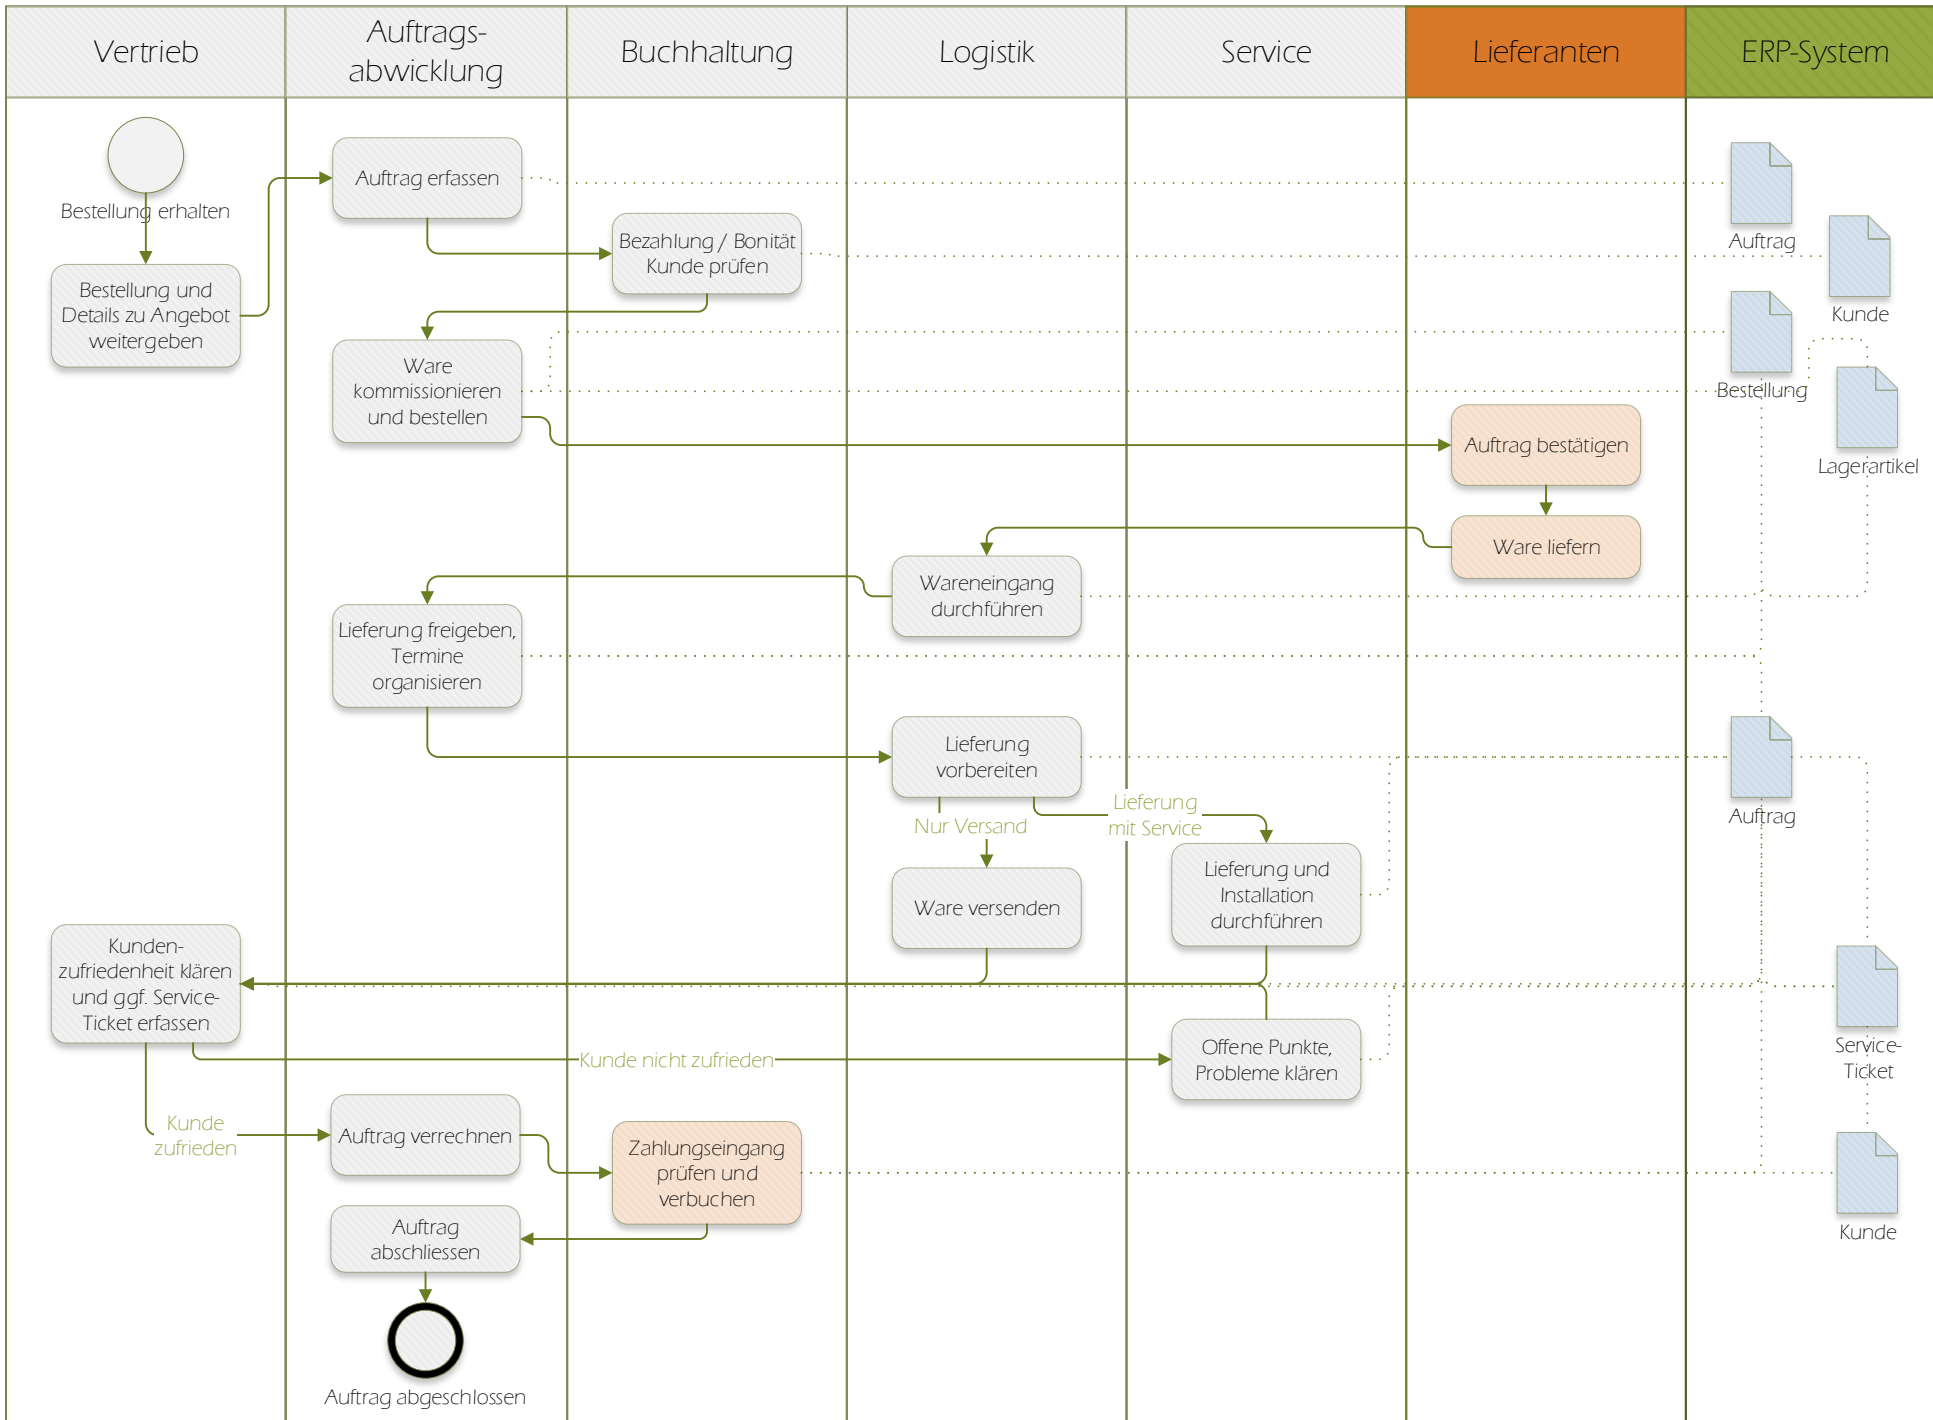 Vertrieb
Auftrags-
abwicklung
Buchhaltung
Logistik
Service
Lieferanten
ERP-System
Bestellung erhalten
Auftrag erfassen
Auftrag
Bezahlung / Bonität
Kunde prüfen
Kunde
Bestellung und
Details zu Angebot
weitergeben
Ware
kommissionieren
und bestellen
Bestellung
Lagerartikel
Auftrag bestätigen
Ware liefern
Wareneingang
durchführen
Lieferung freigeben,
Termine
organisieren
Lieferung
vorbereiten
Auftrag
Nur Versand
Lieferung
mit Service
Lieferung und
Installation
durchführen
Ware versenden
Kunden-
zufriedenheit klären
und ggf. Service-
Ticket erfassen
Service-
Ticket
Kunde nicht zufrieden
Offene Punkte,
Probleme klären
Kunde
zufrieden
Auftrag verrechnen
Zahlungseingang
prüfen und
verbuchen
Kunde
Auftrag
abschliessen
Auftrag abgeschlossen